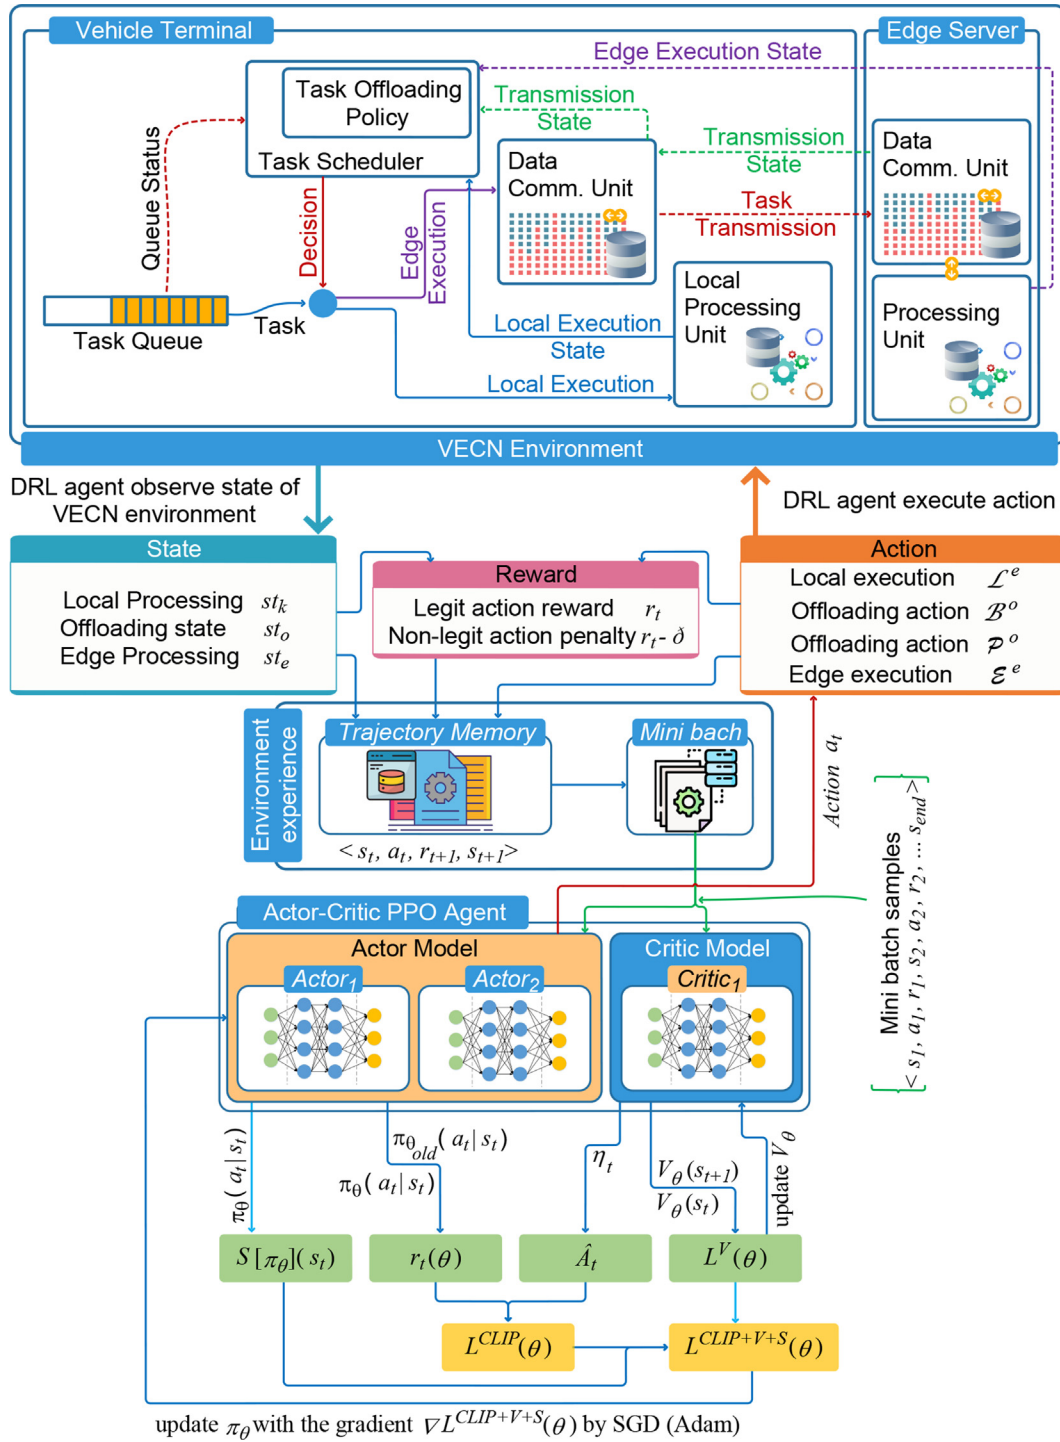 Vehicle Terminal
Edge Server
Edge Execution State
Task Offloading
Policy
Task Scheduler
Transmission
State
Transmission
State
Data
Comm. Unit
Data
Comm. Unit
Queue Status
Decision
Edge
Execution
Task
Transmission
Task Queue
Task
Local
Processing
Unit
Processing
Unit
Local Execution
State
Local Execution
VECN Environment
DRL agent observe state of
VECN environment
DRL agent execute action
State
Local Processing st_k
Offloading state st_o
Edge Processing st_e
Reward
Legit action reward r_t
Non-legit action penalty r_t - ð
Action
Local execution ℒ^e
Offloading action ℬ^o
Offloading action 𝒫^o
Edge execution ℰ^e
Environment
experience
Trajectory Memory
Mini bach
< s_t, a_t, r_{t+1}, s_{t+1} >
Action a_t
Mini batch samples
< s_1, a_1, r_1, s_2, a_2, r_2, ... s_{end} >
Actor-Critic PPO Agent
Actor Model
Actor_1
Actor_2
Critic Model
Critic_1
π_θ( a_t | s_t )
π_{θ_{old}}( a_t | s_t )
π_θ( a_t | s_t )
η_t
V_θ(s_{t+1})
V_θ(s_t)
update V_θ
S [π_θ]( s_t )
r_t(θ)
Â_t
L^V(θ)
L^{CLIP}(θ)
L^{CLIP+V+S}(θ)
update π_θ with the gradient ∇L^{CLIP+V+S}(θ) by SGD (Adam)